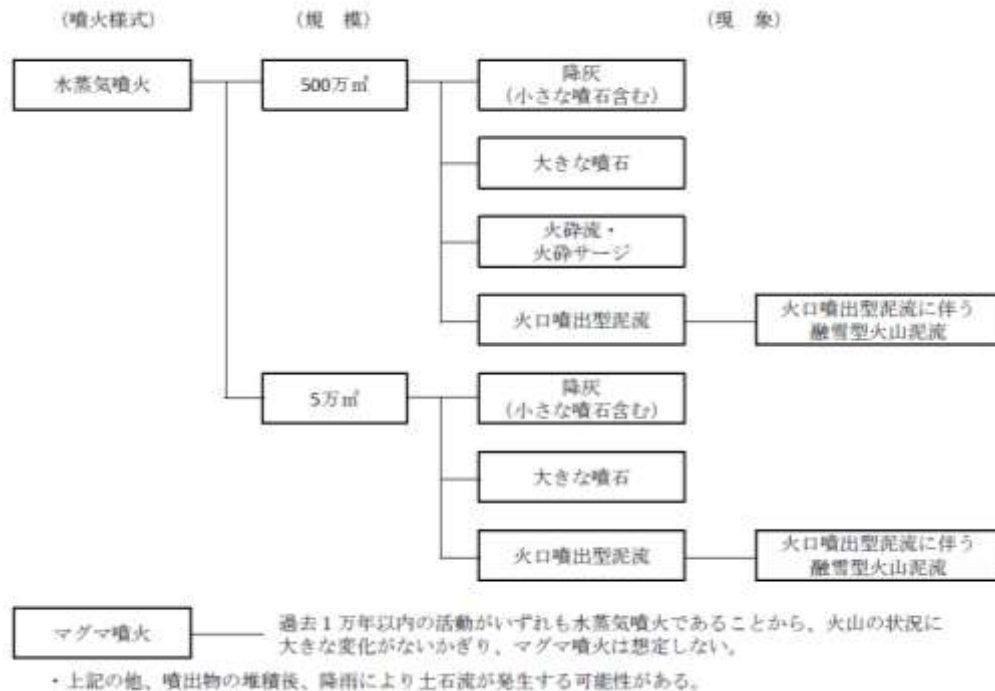 (噴火様式)
(規　模)
(現　象)
水蒸気噴火
500万㎥
降灰
(小さな噴石含む)
大きな噴石
火砕流・
火砕サージ
火口噴出型泥流
火口噴出型泥流に伴う
融雪型火山泥流
5万㎥
降灰
(小さな噴石含む)
大きな噴石
火口噴出型泥流
火口噴出型泥流に伴う
融雪型火山泥流
マグマ噴火
過去1万年以内の活動がいずれも水蒸気噴火であることから、火山の状況に
大きな変化がないかぎり、マグマ噴火は想定しない。
・上記の他、噴出物の堆積後、降雨により土石流が発生する可能性がある。